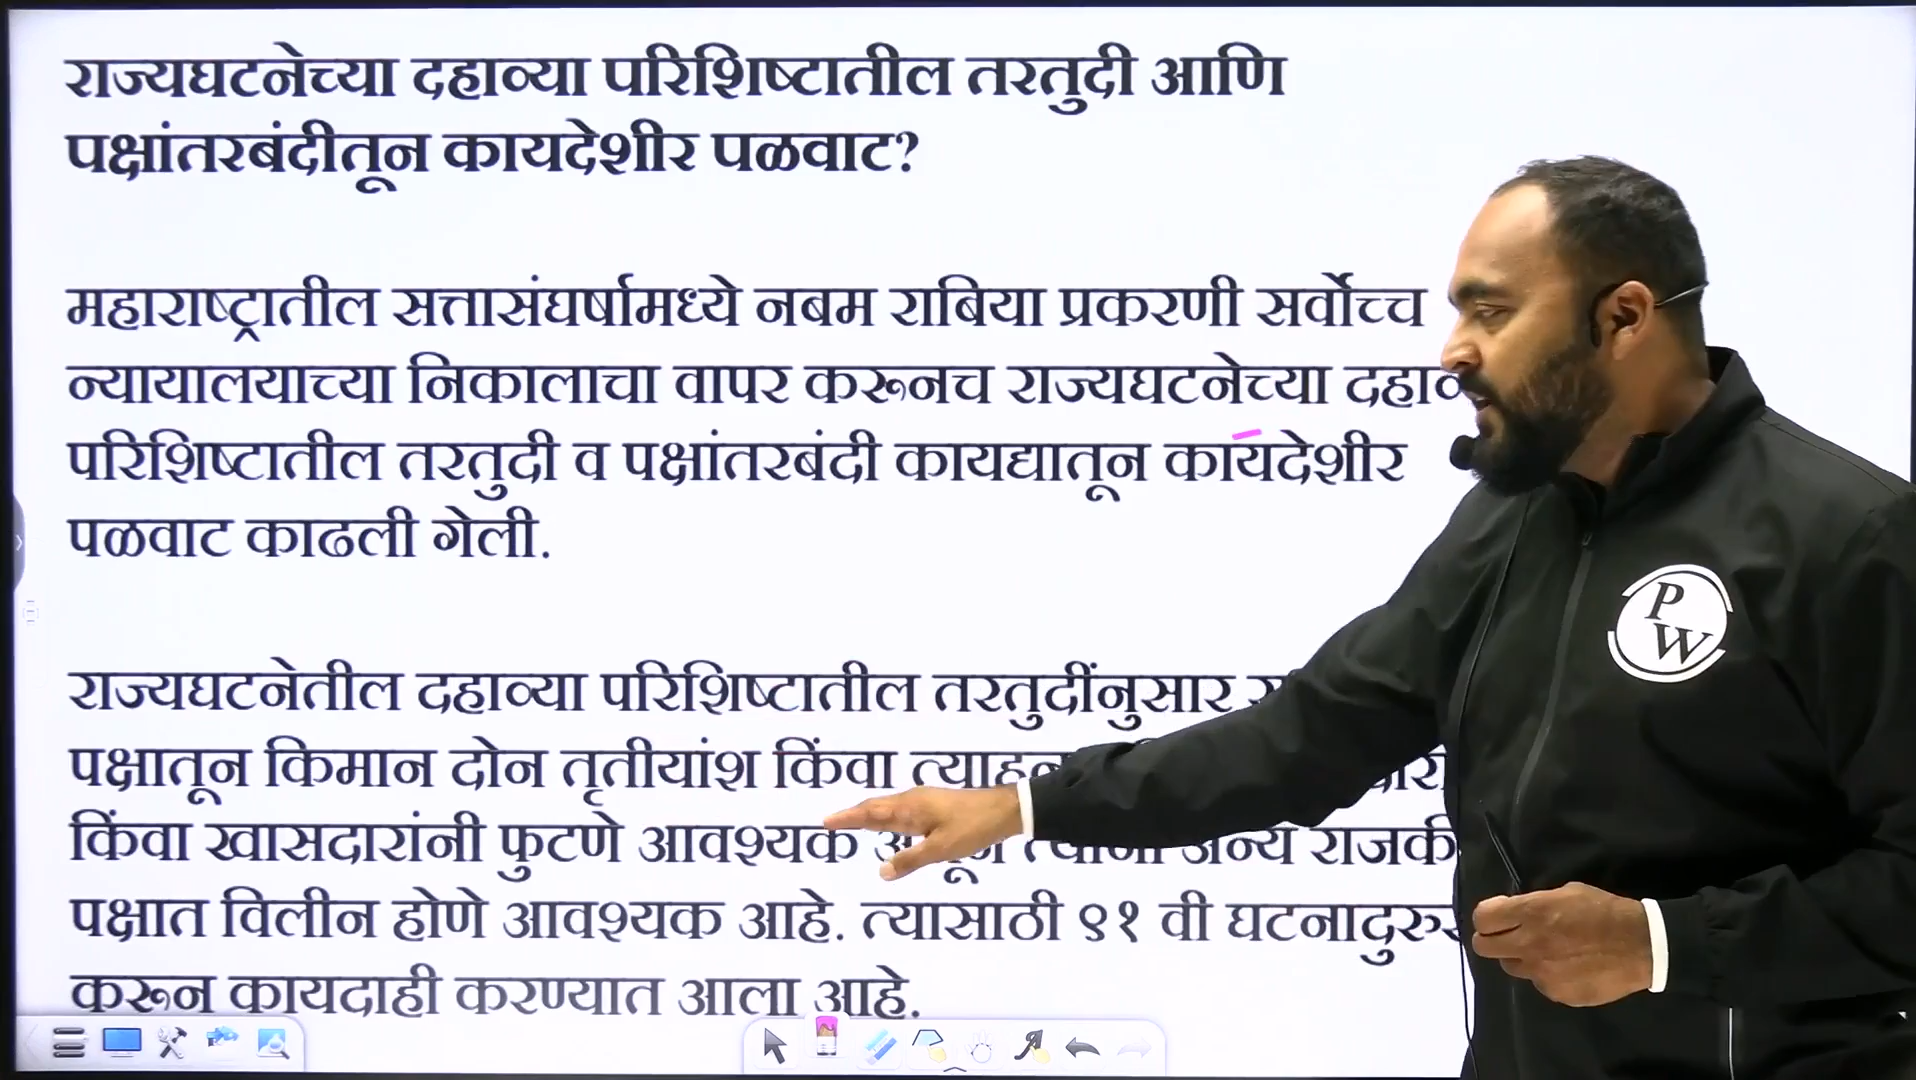 राज्यघटनेच्या दहाव्या परिशिष्टातील तरतुदी आणि
पक्षांतरबंदीतून कायदेशीर पळवाट?
महाराष्ट्रातील सत्तासंघर्षामध्ये नबम राबिया प्रकरणी सर्वोच्च
न्यायालयाच्या निकालाचा वापर करूनच राज्यघटनेच्या
परिशिष्टातील तरतुदी व पक्षांतरबंदी कायद्यातून कायदेशीर
पळवाट काढली गेली.
राज्यघटनेतील दहाव्या परिशिष्टातील तरतुदींनुसार
पक्षातून किमान दोन तृतीयांश किंवा
किंवा खासदारांनी फुटणे आवश्यक अन्य
पक्षात विलीन होणे आवश्यक आहे. त्यासाठी ९१ वी
करून कायदाही करण्यात आला आहे.
P
W